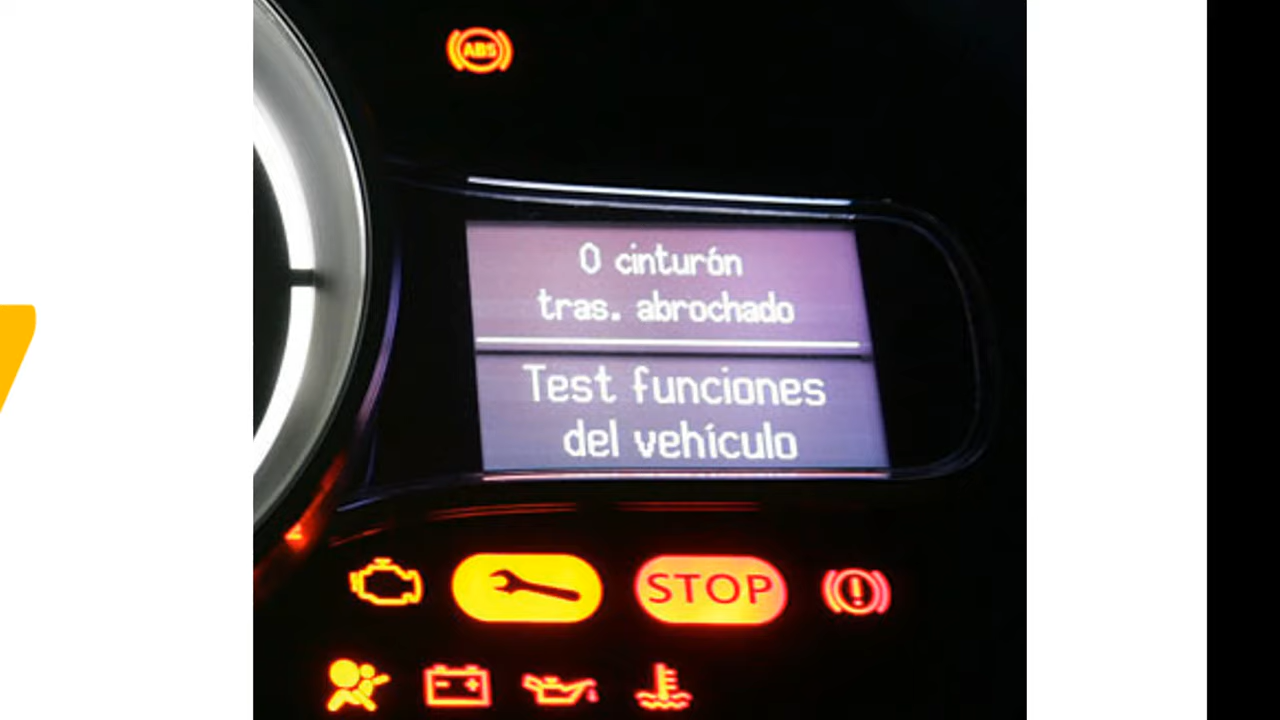 ABS
0 cinturón
tras. abrochado
Test funciones
del vehículo
STOP